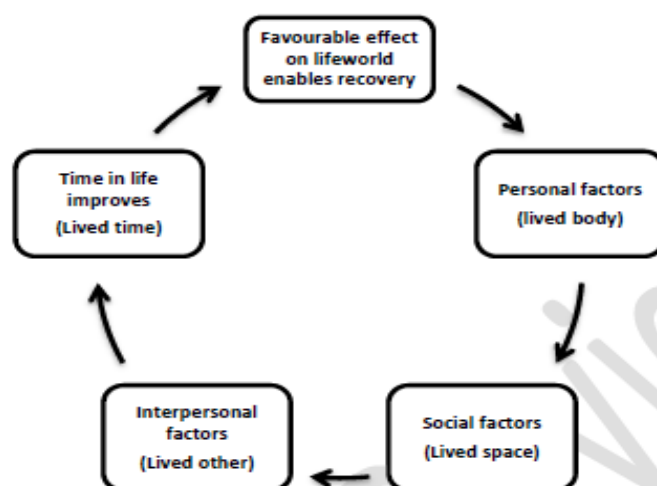 Favourable effect
on lifeworld
enables recovery
Time in life
improves
(Lived time)
Personal factors
(lived body)
Interpersonal
factors
(Lived other)
Social factors
(Lived space)